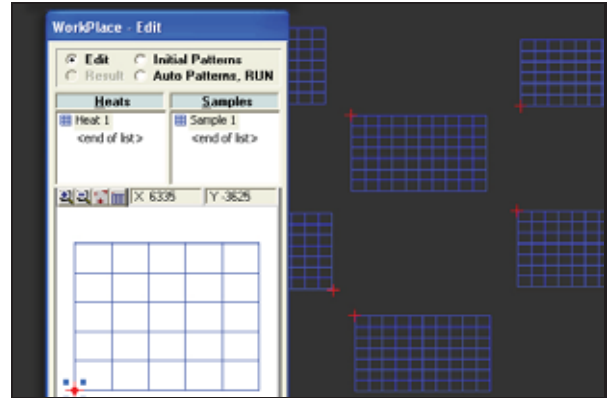 WorkPlace - Edit
Edit Initial Patterns
Result Auto Patterns, RUN
Heats Samples
Heat 1 Sample 1
<end of list> <end of list>
X 6335 Y -3625